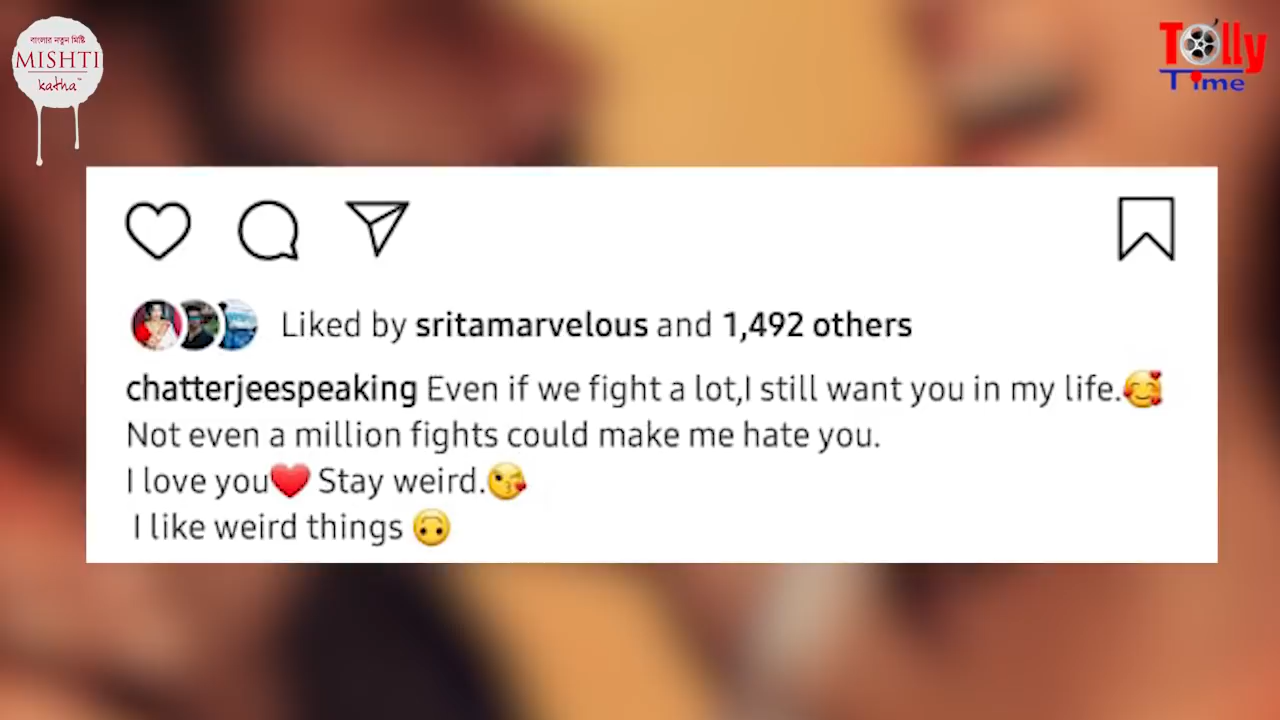 বাংলার নতুন মিষ্টি
MISHTI
katha™
Tolly
Time
Liked by sritamarvelous and 1,492 others
chatterjeespeaking Even if we fight a lot,I still want you in my life.🥰
Not even a million fights could make me hate you.
I love you❤️ Stay weird.😘
I like weird things 🙃